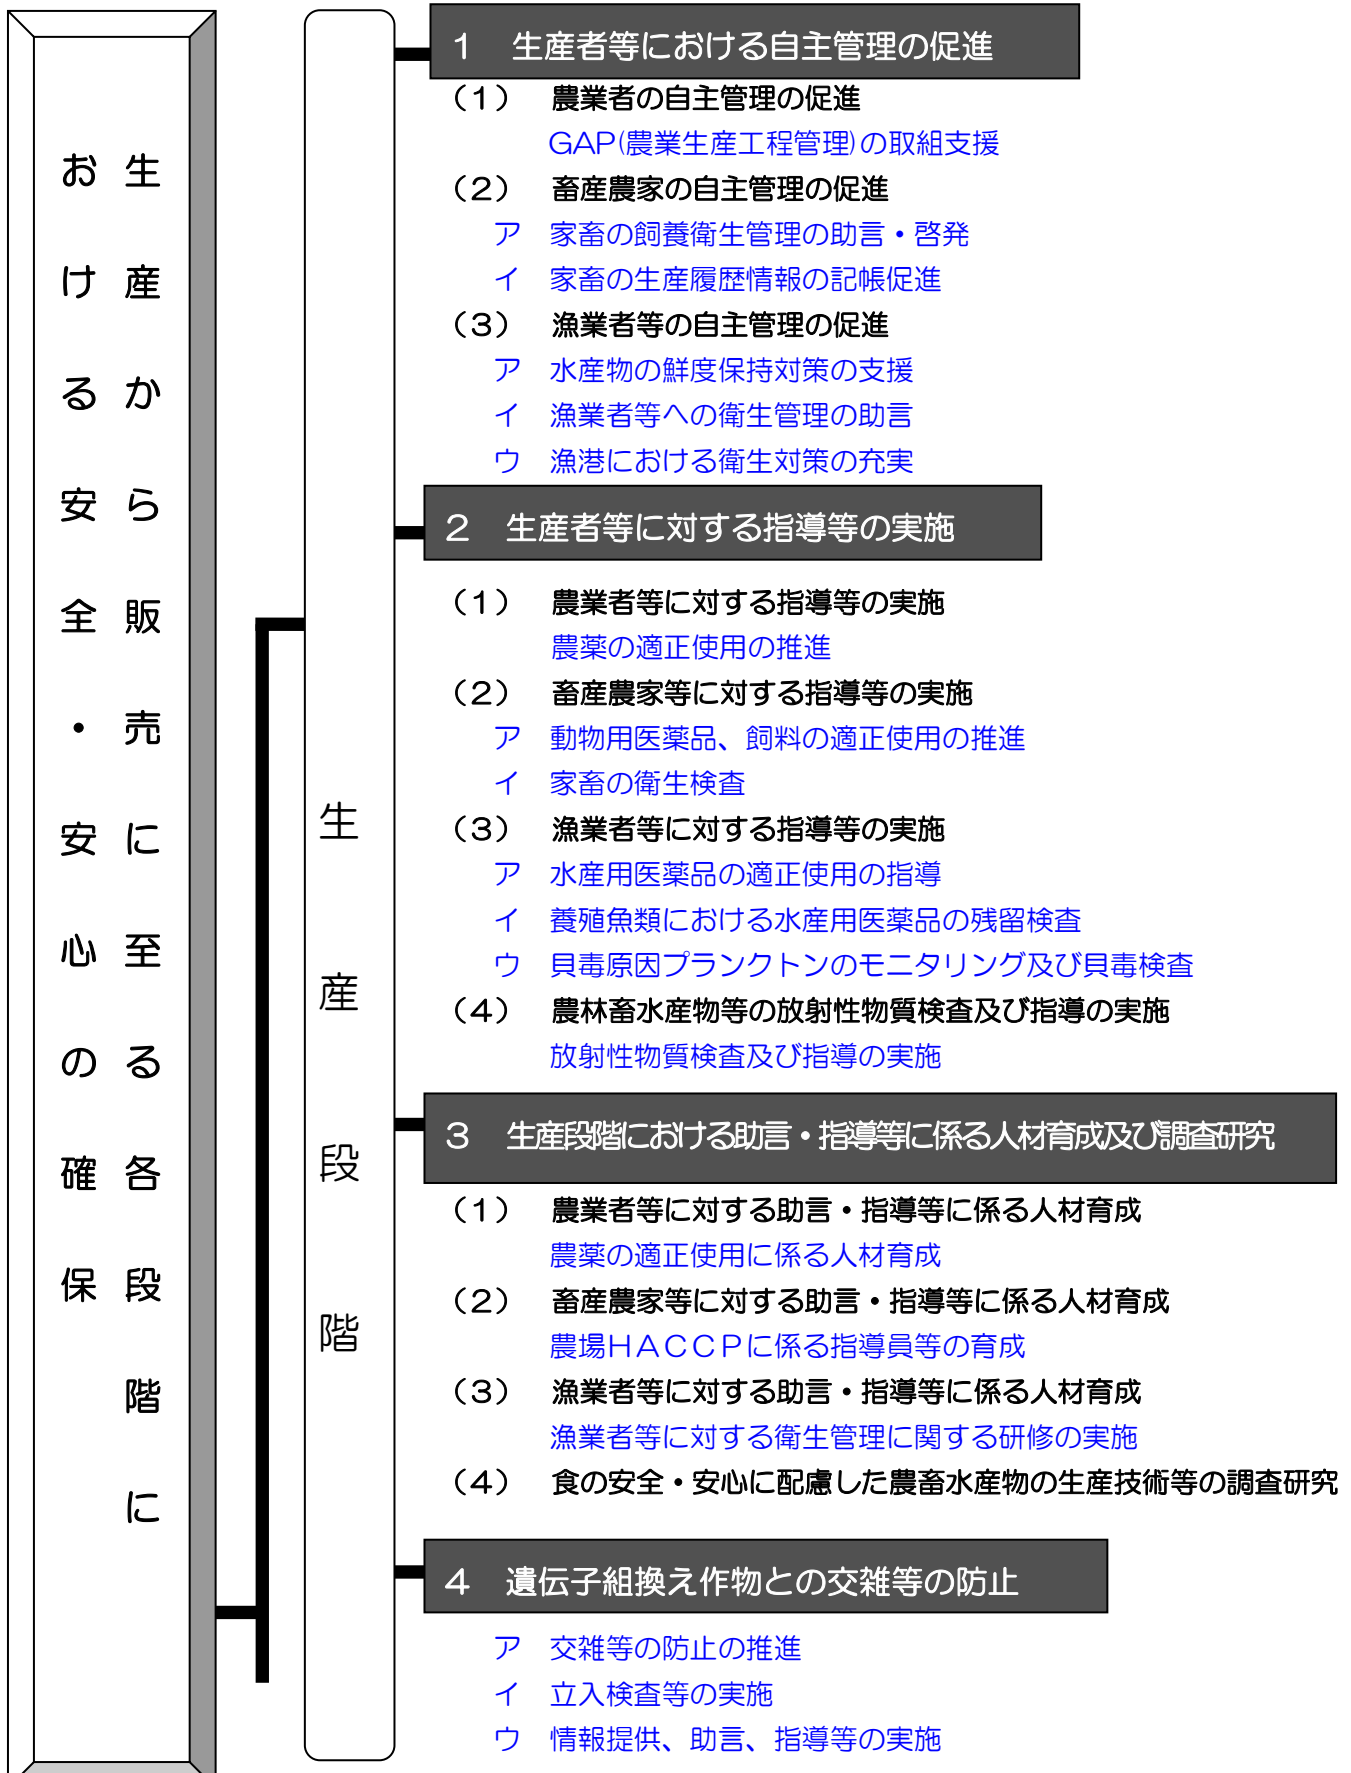 生産から販売に至る各段階に
おける安全・安心の確保
生産段階
１　生産者等における自主管理の促進
（１）　農業者の自主管理の促進
GAP(農業生産工程管理)の取組支援
（２）　畜産農家の自主管理の促進
ア　家畜の飼養衛生管理の助言・啓発
イ　家畜の生産履歴情報の記帳促進
（３）　漁業者等の自主管理の促進
ア　水産物の鮮度保持対策の支援
イ　漁業者等への衛生管理の助言
ウ　漁港における衛生対策の充実
２　生産者等に対する指導等の実施
（１）　農業者等に対する指導等の実施
農薬の適正使用の推進
（２）　畜産農家等に対する指導等の実施
ア　動物用医薬品、飼料の適正使用の推進
イ　家畜の衛生検査
（３）　漁業者等に対する指導等の実施
ア　水産用医薬品の適正使用の指導
イ　養殖魚類における水産用医薬品の残留検査
ウ　貝毒原因プランクトンのモニタリング及び貝毒検査
（４）　農林畜水産物等の放射性物質検査及び指導の実施
放射性物質検査及び指導の実施
３　生産段階における助言・指導等に係る人材育成及び調査研究
（１）　農業者等に対する助言・指導等に係る人材育成
農薬の適正使用に係る人材育成
（２）　畜産農家等に対する助言・指導等に係る人材育成
農場ＨＡＣＣＰに係る指導員等の育成
（３）　漁業者等に対する助言・指導等に係る人材育成
漁業者等に対する衛生管理に関する研修の実施
（４）　食の安全・安心に配慮した農畜水産物の生産技術等の調査研究
４　遺伝子組換え作物との交雑等の防止
ア　交雑等の防止の推進
イ　立入検査等の実施
ウ　情報提供、助言、指導等の実施